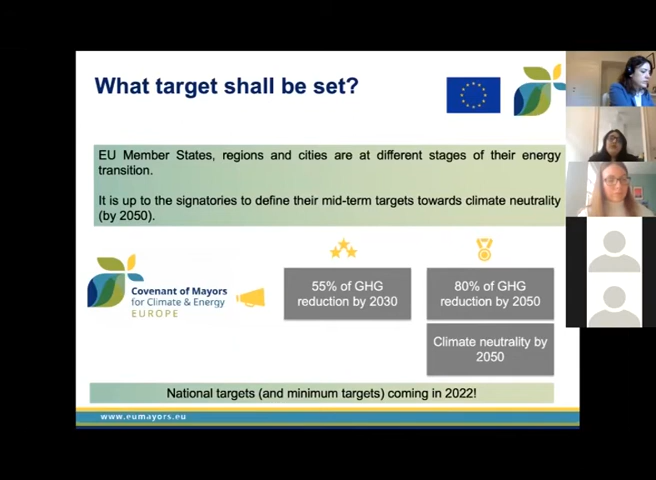 What target shall be set?
EU Member States, regions and cities are at different stages of their energy
transition.
It is up to the signatories to define their mid-term targets towards climate neutrality
(by 2050).
Covenant of Mayors
for Climate & Energy
EUROPE
55% of GHG
reduction by 2030
80% of GHG
reduction by 2050
Climate neutrality by
2050
National targets (and minimum targets) coming in 2022!
www.eumayors.eu